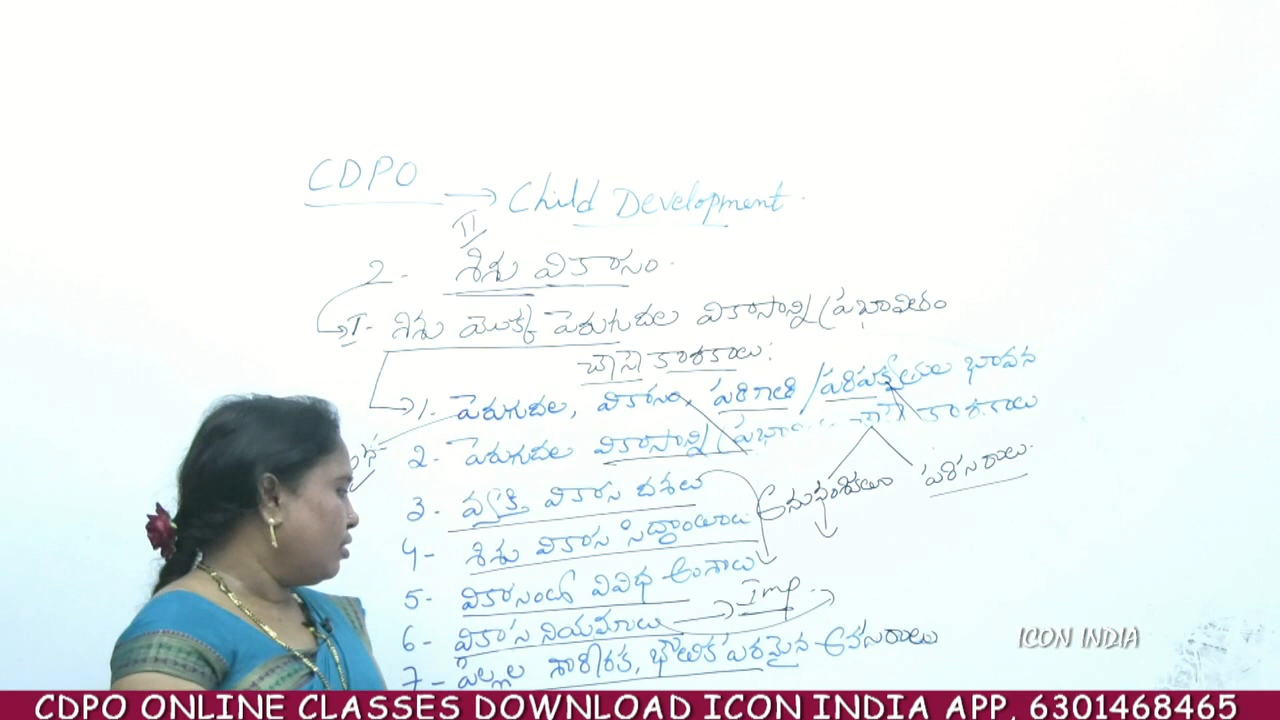 CDPO → Child Development
II
2- శిశు వికాసం
I- శిశు యొక్క పెరుగుదల వికాసాన్ని ప్రభావితం
చేసే కారకాలు:
1- పెరుగుదల, వికాసం, పరిణతి / పరిపక్వతల భావన
2- పెరుగుదల వికాసాన్ని చేసే కారకాలు
అనువంశికత పరిసరాలు
3- వ్యక్తి వికాస దశలు
4- శిశు వికాస సిద్ధాంతాలు
5- వికాసంలో వివిధ అంశాలు
6- వికాస నియమాలు → Imp
7- పిల్లల శారీరక, భౌతిక పరమైన అవసరాలు
ICON INDIA
CDPO ONLINE CLASSES DOWNLOAD ICON INDIA APP, 6301468465